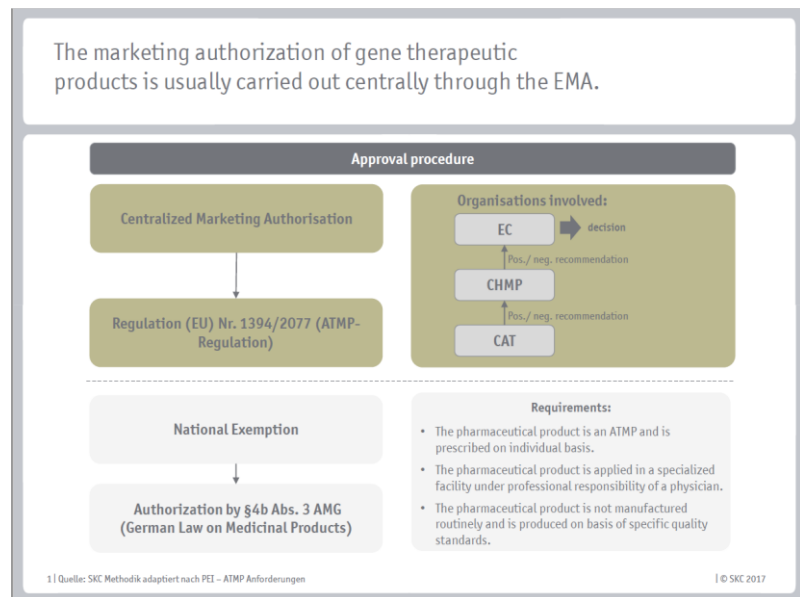 The marketing authorization of gene therapeutic
products is usually carried out centrally through the EMA.
Approval procedure
Centralized Marketing Authorisation
Regulation (EU) Nr. 1394/2077 (ATMP-
Regulation)
Organisations involved:
EC
decision
Pos./ neg. recommendation
CHMP
Pos./ neg. recommendation
CAT
National Exemption
Authorization by §4b Abs. 3 AMG
(German Law on Medicinal Products)
Requirements:
• The pharmaceutical product is an ATMP and is
prescribed on individual basis.
• The pharmaceutical product is applied in a specialized
facility under professional responsibility of a physician.
• The pharmaceutical product is not manufactured
routinely and is produced on basis of specific quality
standards.
1 | Quelle: SKC Methodik adaptiert nach PEI – ATMP Anforderungen
| © SKC 2017